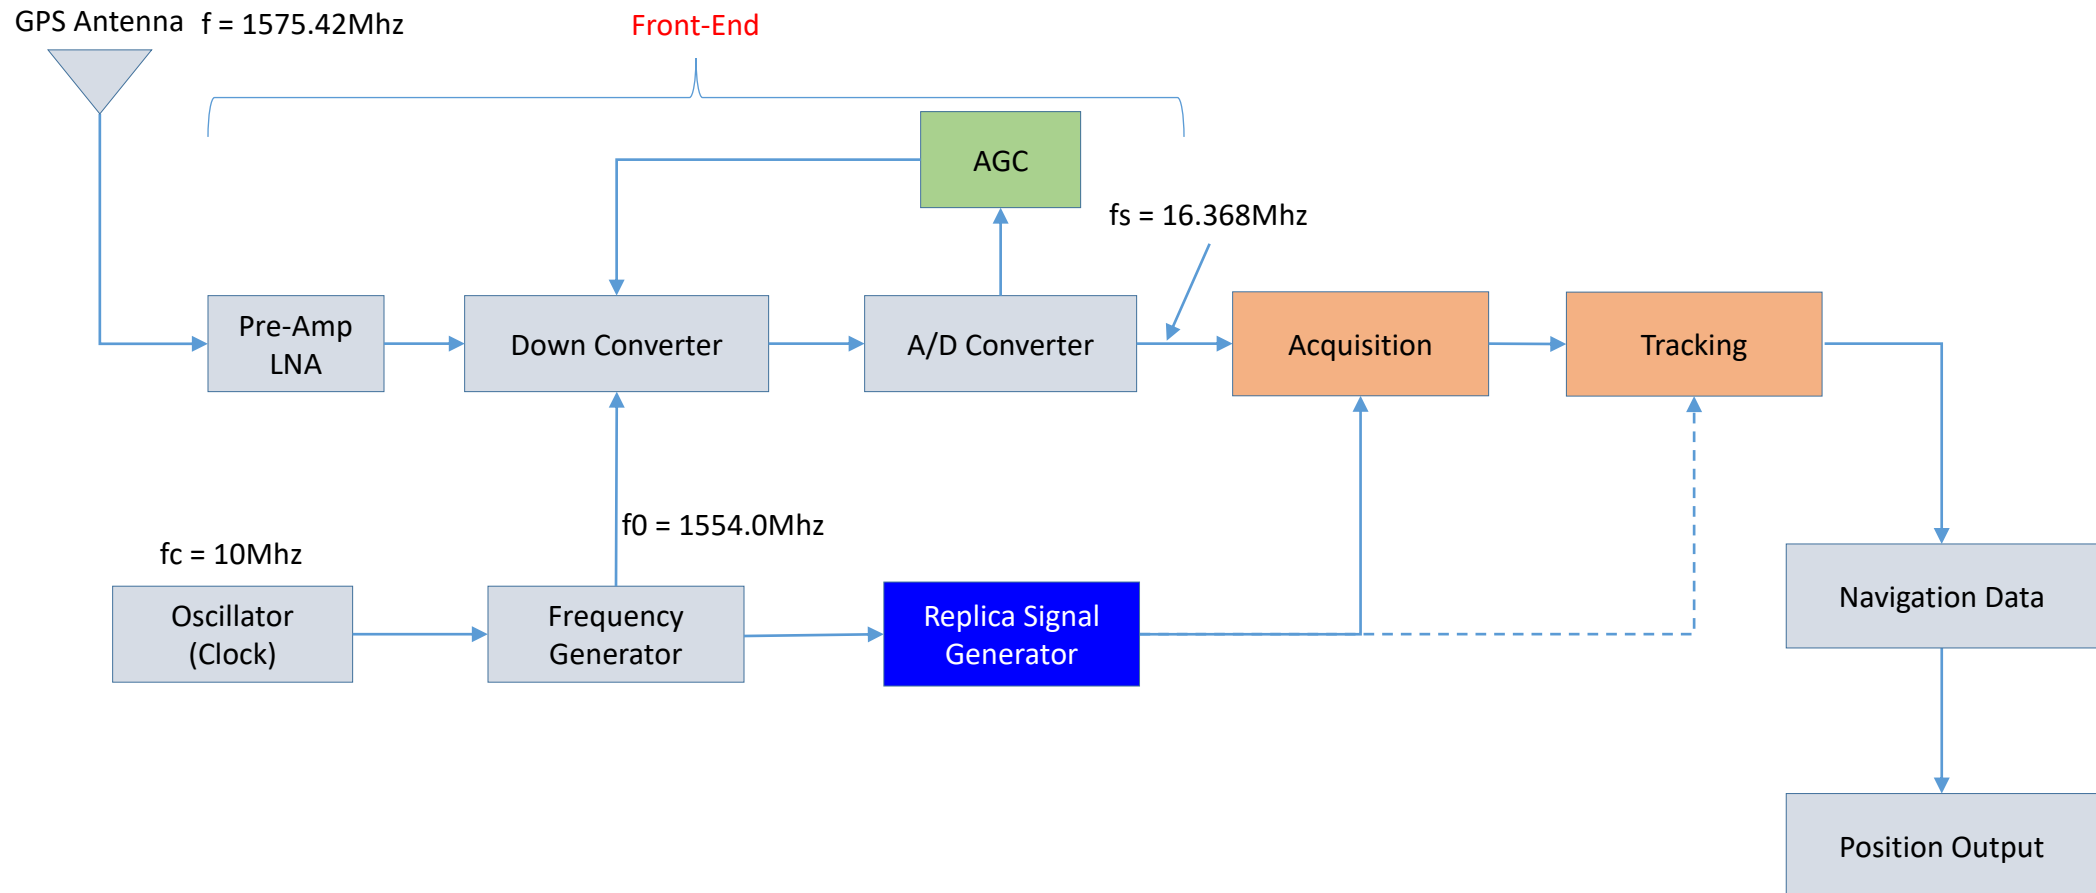 GPS Antenna
f = 1575.42Mhz
Front-End
AGC
fs = 16.368Mhz
Pre-Amp
LNA
Down Converter
A/D Converter
Acquisition
Tracking
f0 = 1554.0Mhz
fc = 10Mhz
Oscillator
(Clock)
Frequency
Generator
Replica Signal
Generator
Navigation Data
Position Output